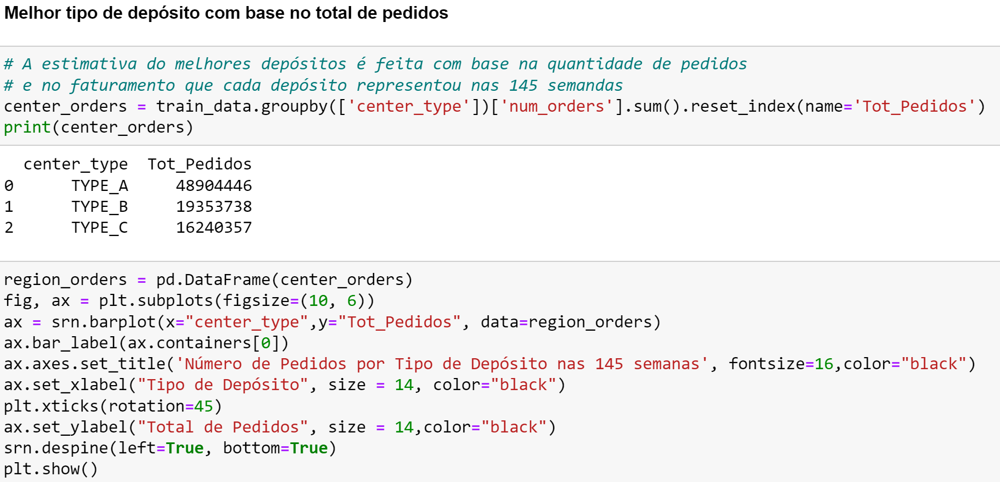 Melhor tipo de depósito com base no total de pedidos
# A estimativa do melhores depósitos é feita com base na quantidade de pedidos
# e no faturamento que cada depósito representou nas 145 semandas
center_orders = train_data.groupby(['center_type'])['num_orders'].sum().reset_index(name='Tot_Pedidos')
print(center_orders)
center_type  Tot_Pedidos
0      TYPE_A     48904446
1      TYPE_B     19353738
2      TYPE_C     16240357
region_orders = pd.DataFrame(center_orders)
fig, ax = plt.subplots(figsize=(10, 6))
ax = srn.barplot(x="center_type",y="Tot_Pedidos", data=region_orders)
ax.bar_label(ax.containers[0])
ax.axes.set_title('Número de Pedidos por Tipo de Depósito nas 145 semanas', fontsize=16,color="black")
ax.set_xlabel("Tipo de Depósito", size = 14, color="black")
plt.xticks(rotation=45)
ax.set_ylabel("Total de Pedidos", size = 14,color="black")
srn.despine(left=True, bottom=True)
plt.show()